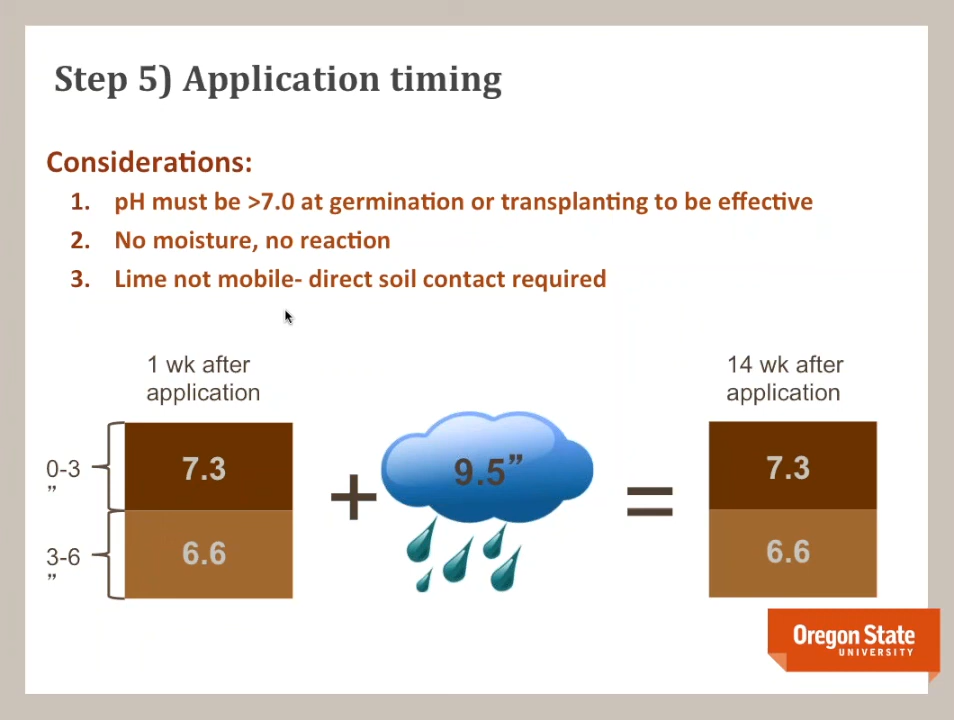 Step 5) Application timing
Considerations:
1. pH must be >7.0 at germination or transplanting to be effective
2. No moisture, no reaction
3. Lime not mobile- direct soil contact required
1 wk after
application
14 wk after
application
0-3
”
7.3
9.5”
7.3
3-6
”
6.6
6.6
Oregon State
UNIVERSITY